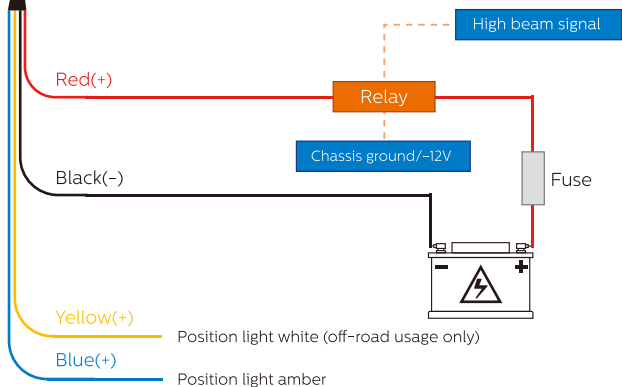 High beam signal
Red(+)
Relay
Chassis ground/-12V
Black(-)
Fuse
- +
Yellow(+)
Position light white (off-road usage only)
Blue(+)
Position light amber